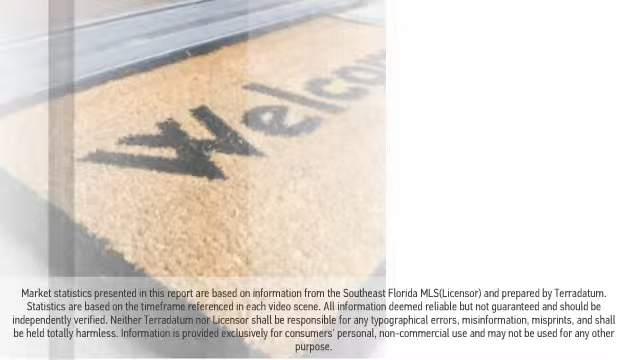 Welco
Market statistics presented in this report are based on information from the Southeast Florida MLS(Licensor) and prepared by Terradatum.
Statistics are based on the timeframe referenced in each video scene. All information deemed reliable but not guaranteed and should be
independently verified. Neither Terradatum nor Licensor shall be responsible for any typographical errors, misinformation, misprints, and shall
be held totally harmless. Information is provided exclusively for consumers' personal, non-commercial use and may not be used for any other
purpose.